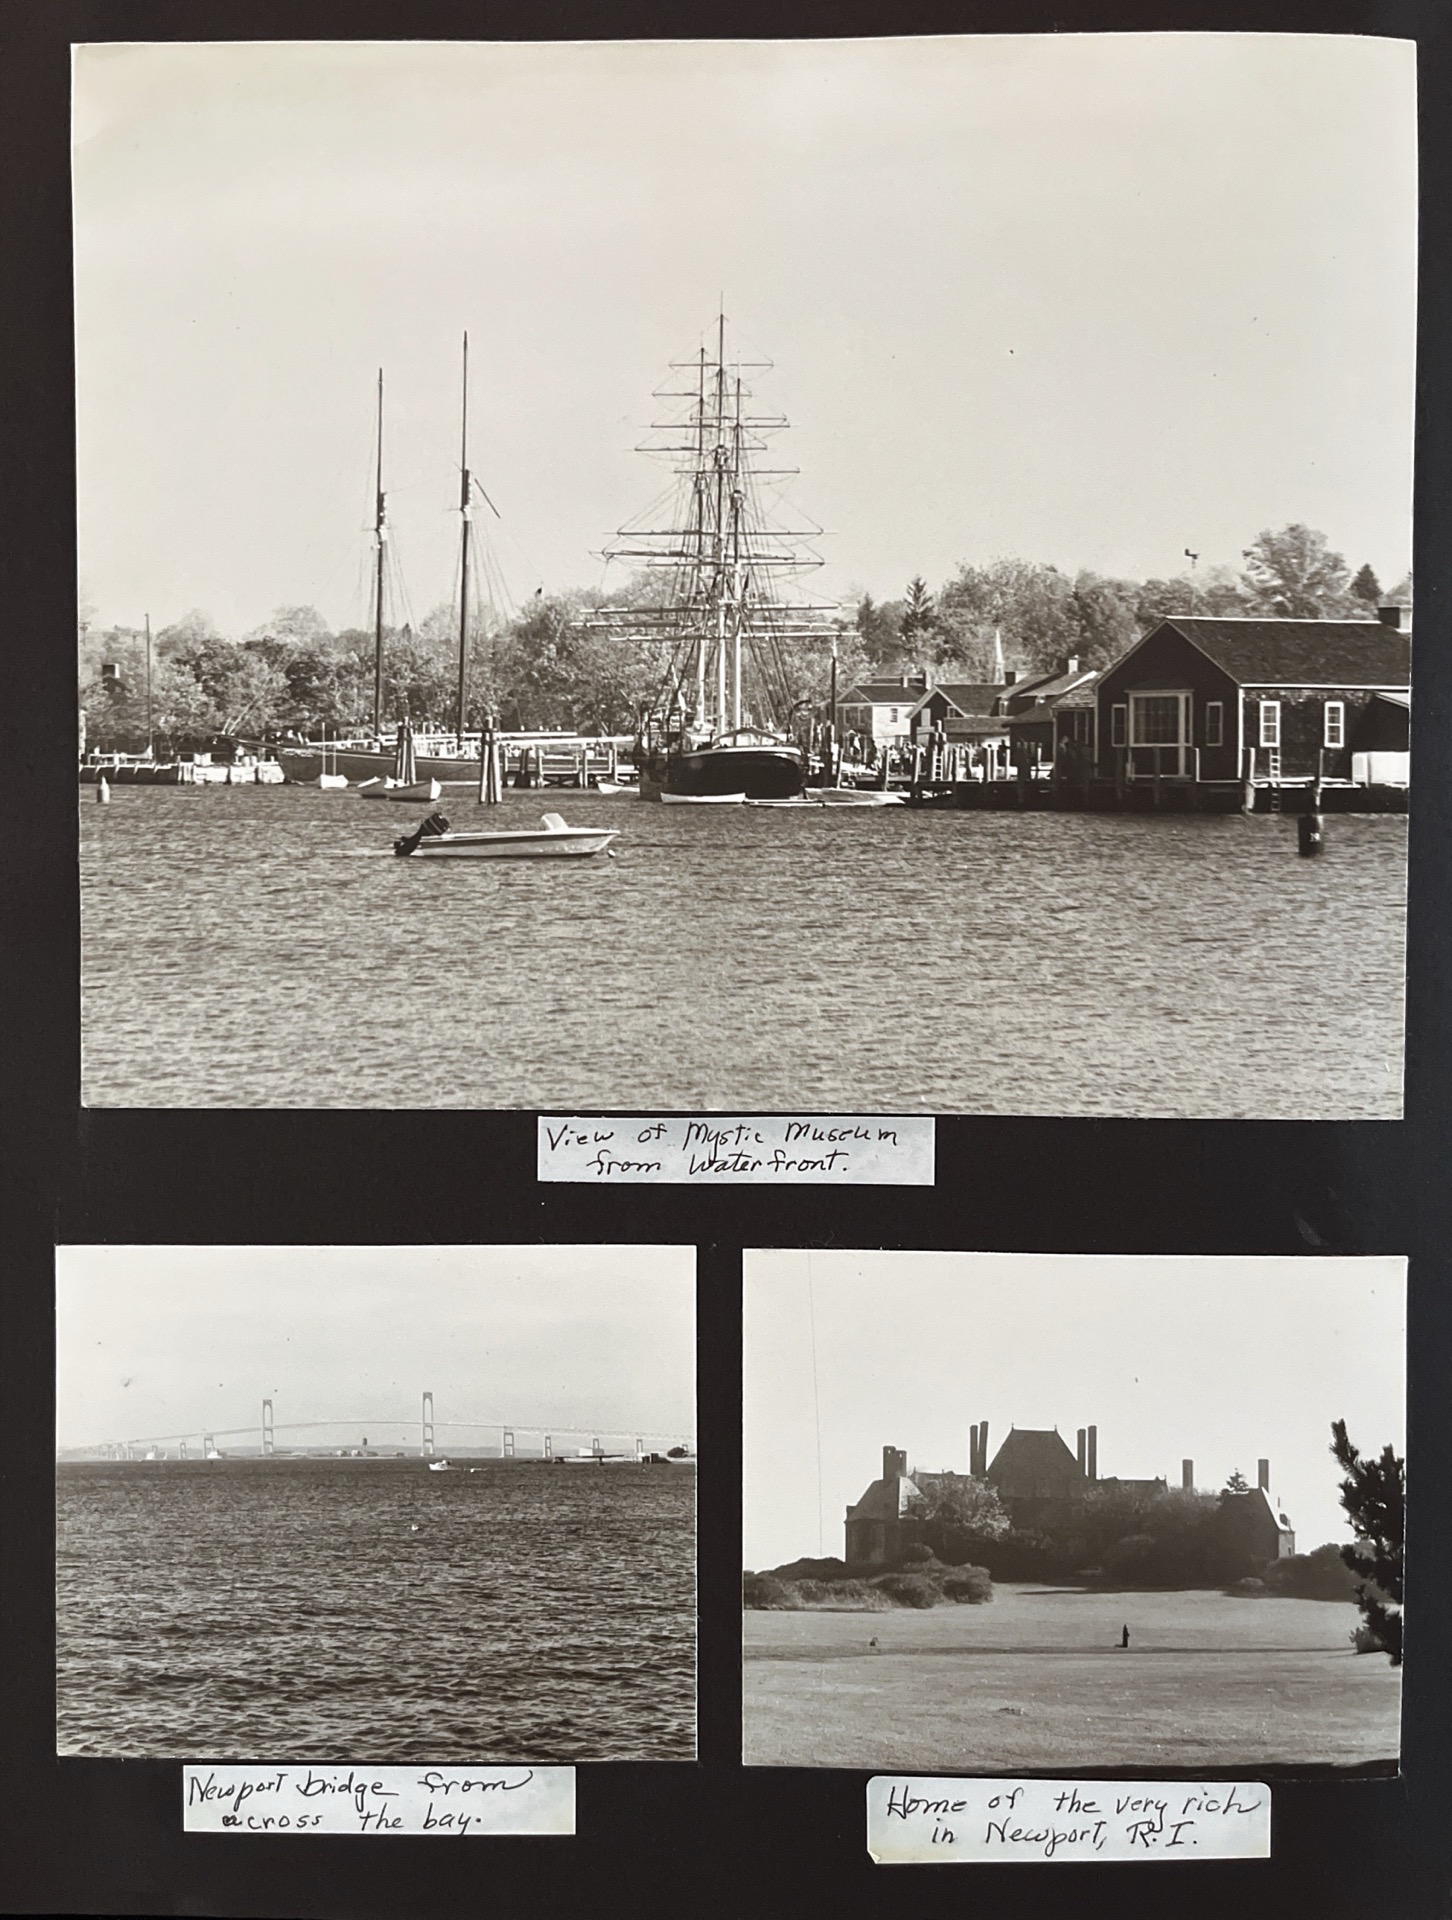 View of Mystic Museum
from waterfront.
Newport bridge from
across the bay.
Home of the very rich
in Newport, R.I.